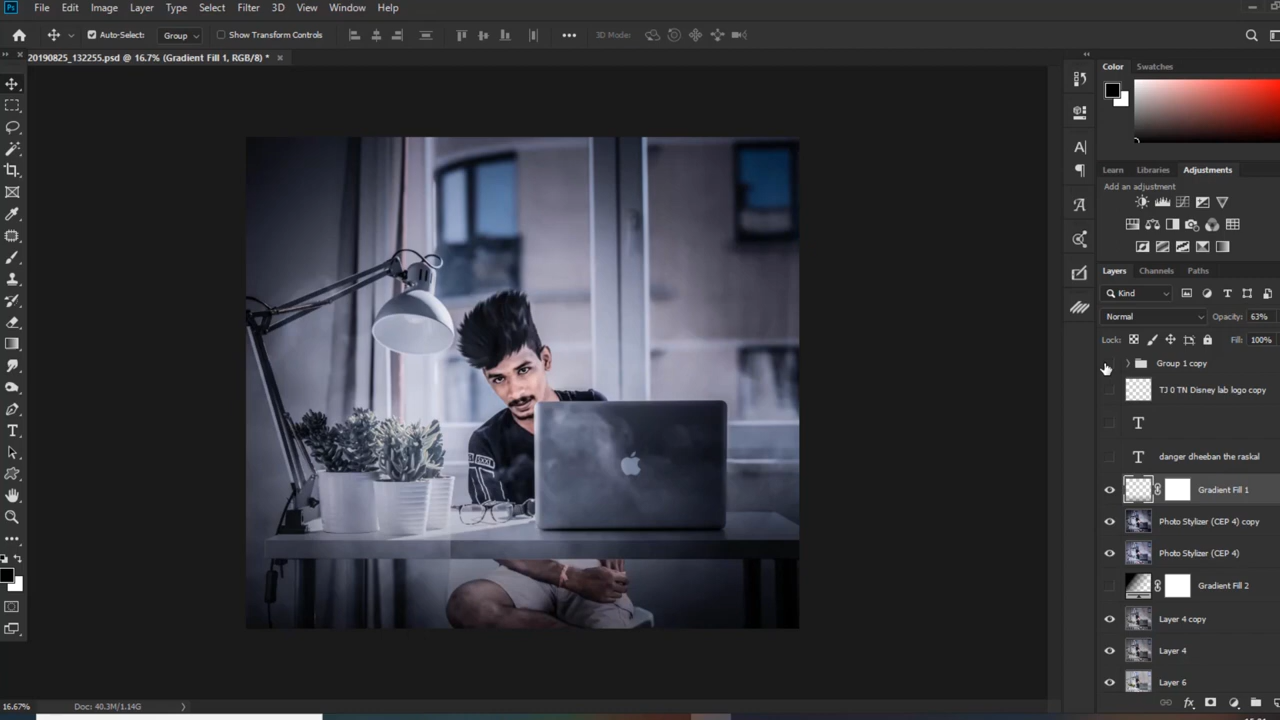 Ps File Edit Image Layer Type Select Filter 3D View Window Help
Auto-Select: Group Show Transform Controls 3D Mode:
20190825_132255.psd @ 16.7% (Gradient Fill 1, RGB/8) *
Color Swatches
Learn Libraries Adjustments
Add an adjustment
Layers Channels Paths
Kind
Normal Opacity: 63%
Lock: Fill: 100%
Group 1 copy
TJ 0 TN Disney lab logo copy
danger dheeban the raskal
Gradient Fill 1
Photo Stylizer (CEP 4) copy
Photo Stylizer (CEP 4)
Gradient Fill 2
Layer 4 copy
Layer 4
Layer 6
16.67% Doc: 40.3M/1.14G